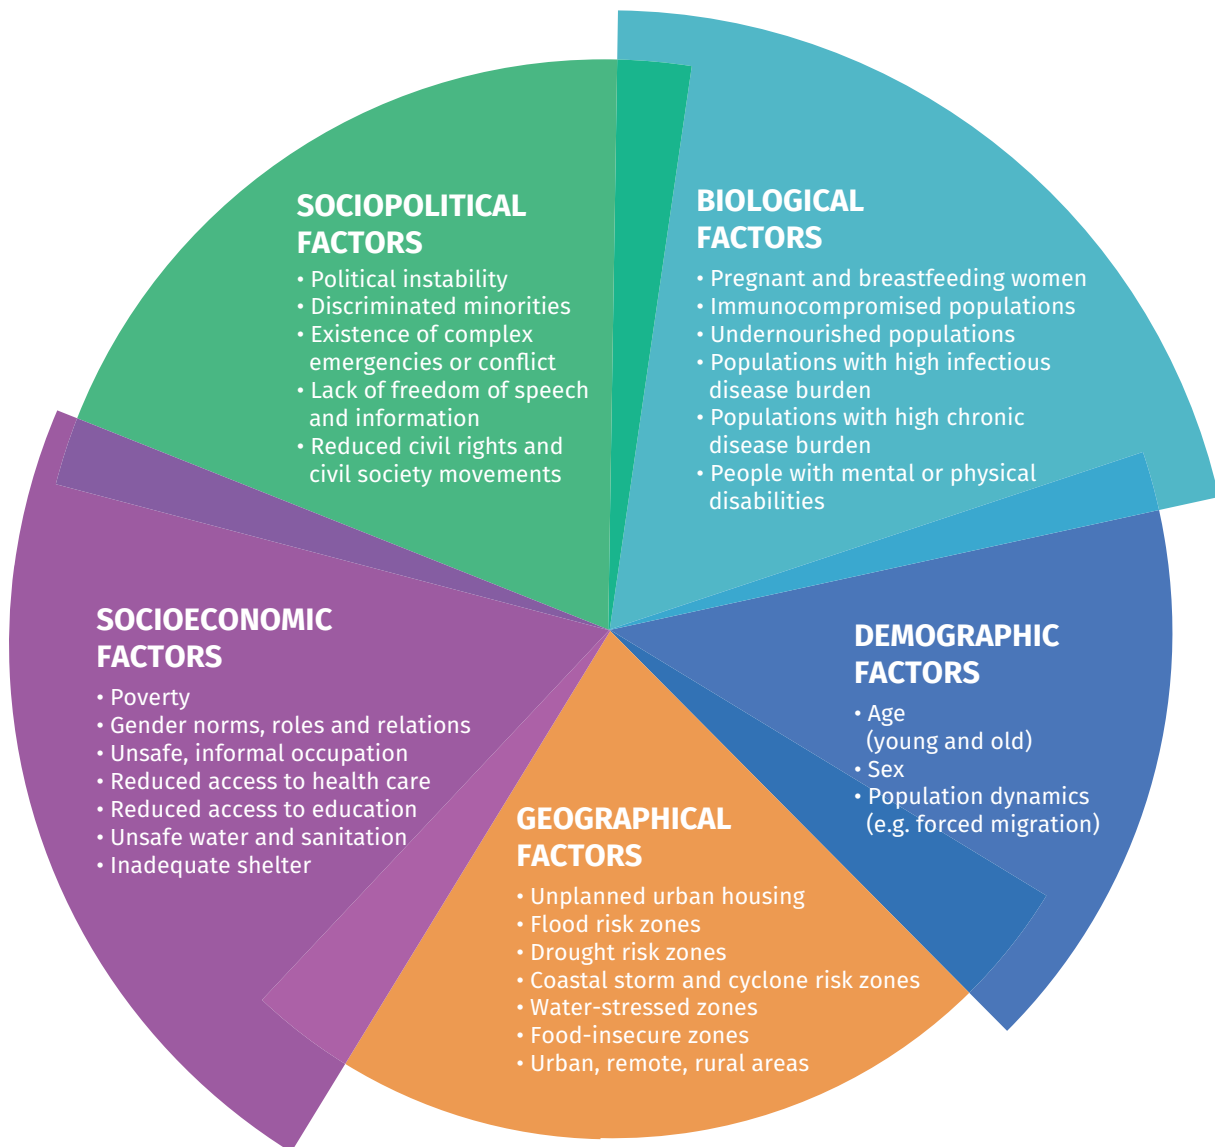 SOCIOPOLITICAL
FACTORS
• Political instability
• Discriminated minorities
• Existence of complex
emergencies or conflict
• Lack of freedom of speech
and information
• Reduced civil rights and
civil society movements
BIOLOGICAL
FACTORS
• Pregnant and breastfeeding women
• Immunocompromised populations
• Undernourished populations
• Populations with high infectious
disease burden
• Populations with high chronic
disease burden
• People with mental or physical
disabilities
SOCIOECONOMIC
FACTORS
• Poverty
• Gender norms, roles and relations
• Unsafe, informal occupation
• Reduced access to health care
• Reduced access to education
• Unsafe water and sanitation
• Inadequate shelter
DEMOGRAPHIC
FACTORS
• Age
(young and old)
• Sex
• Population dynamics
(e.g. forced migration)
GEOGRAPHICAL
FACTORS
• Unplanned urban housing
• Flood risk zones
• Drought risk zones
• Coastal storm and cyclone risk zones
• Water-stressed zones
• Food-insecure zones
• Urban, remote, rural areas